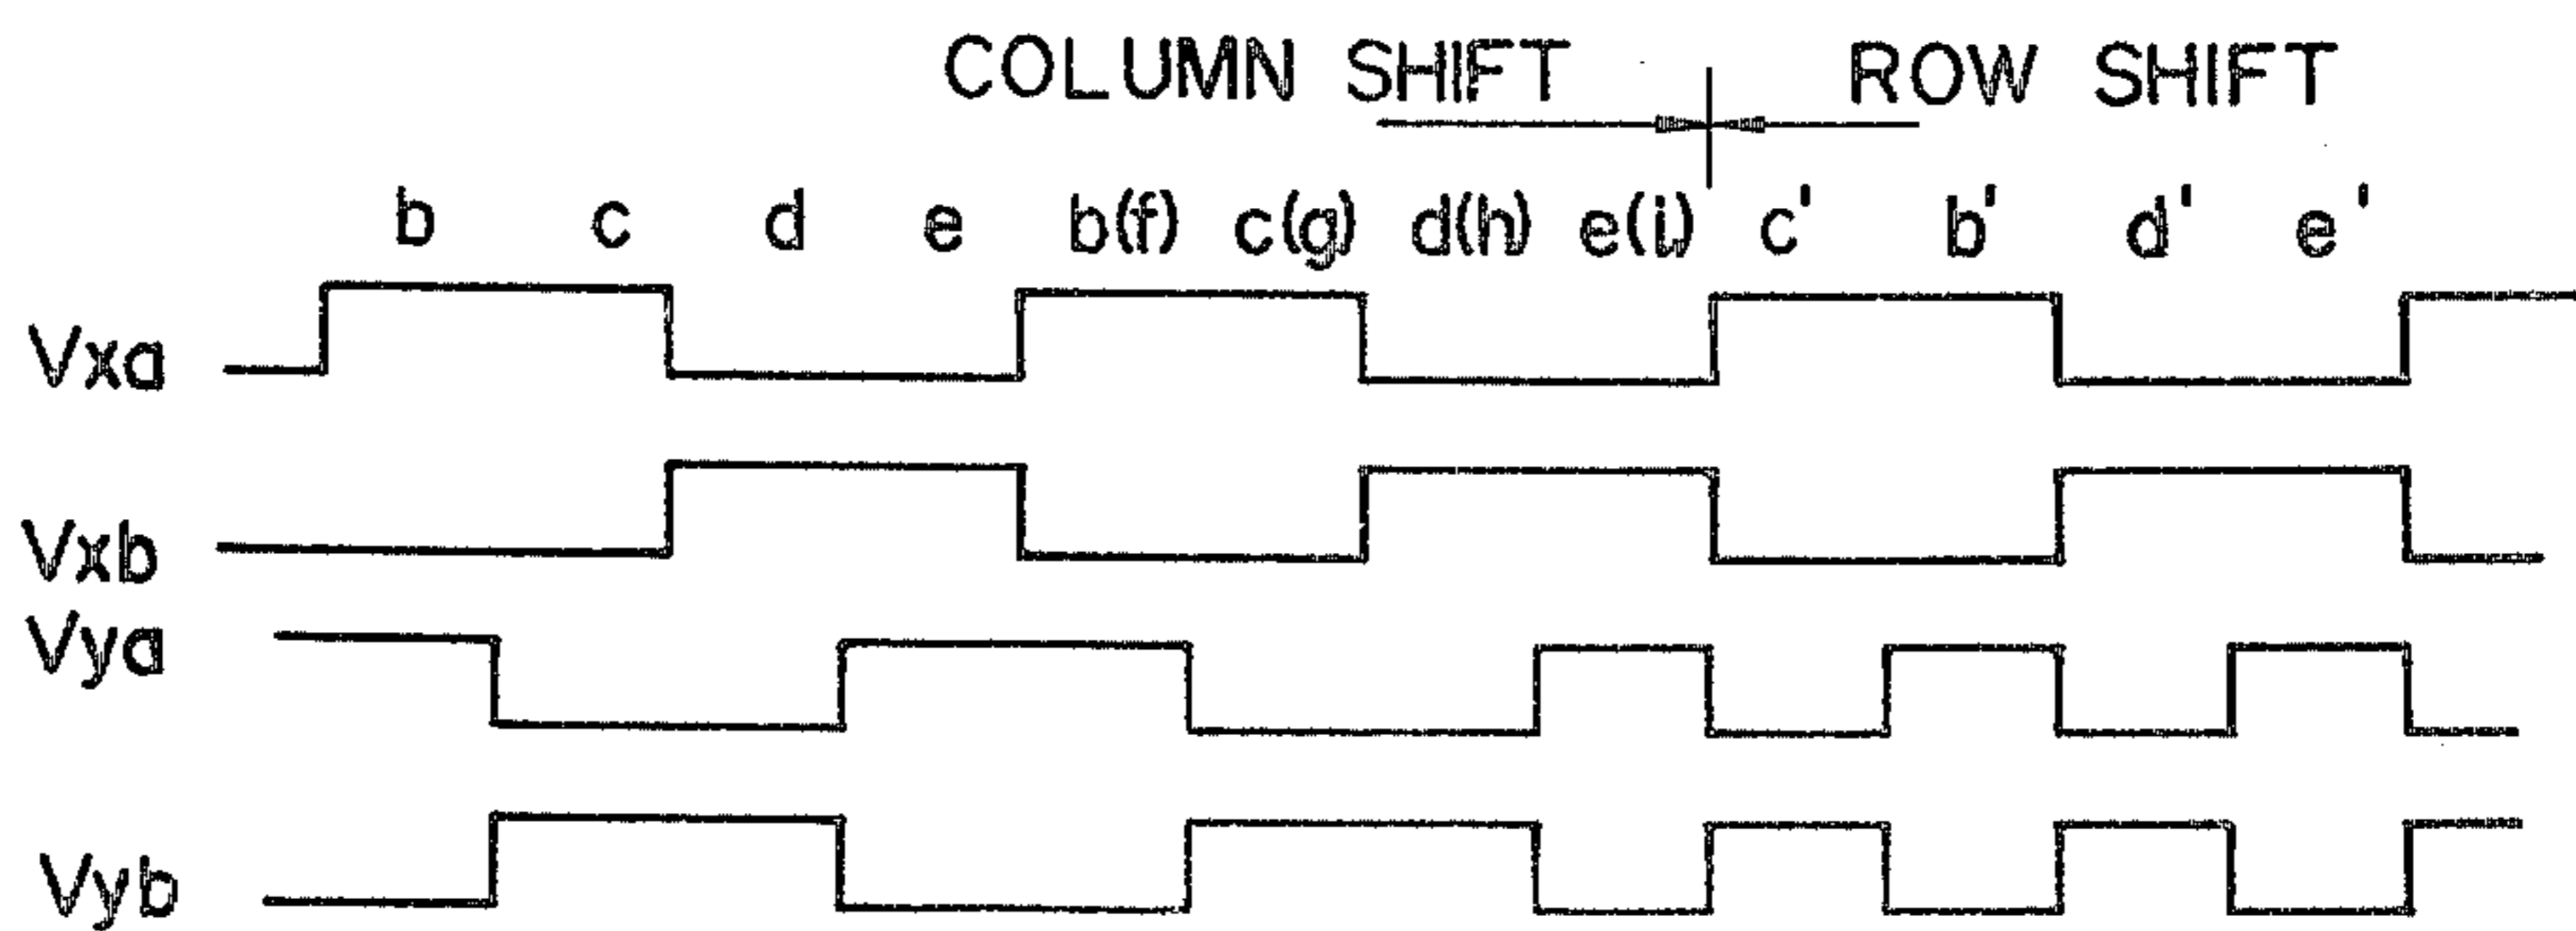 COLUMN SHIFT ROW SHIFT
b c d e b(f) c(g) d(h) e(i) c' b' d' e'
Vxa
Vxb
Vya
Vyb